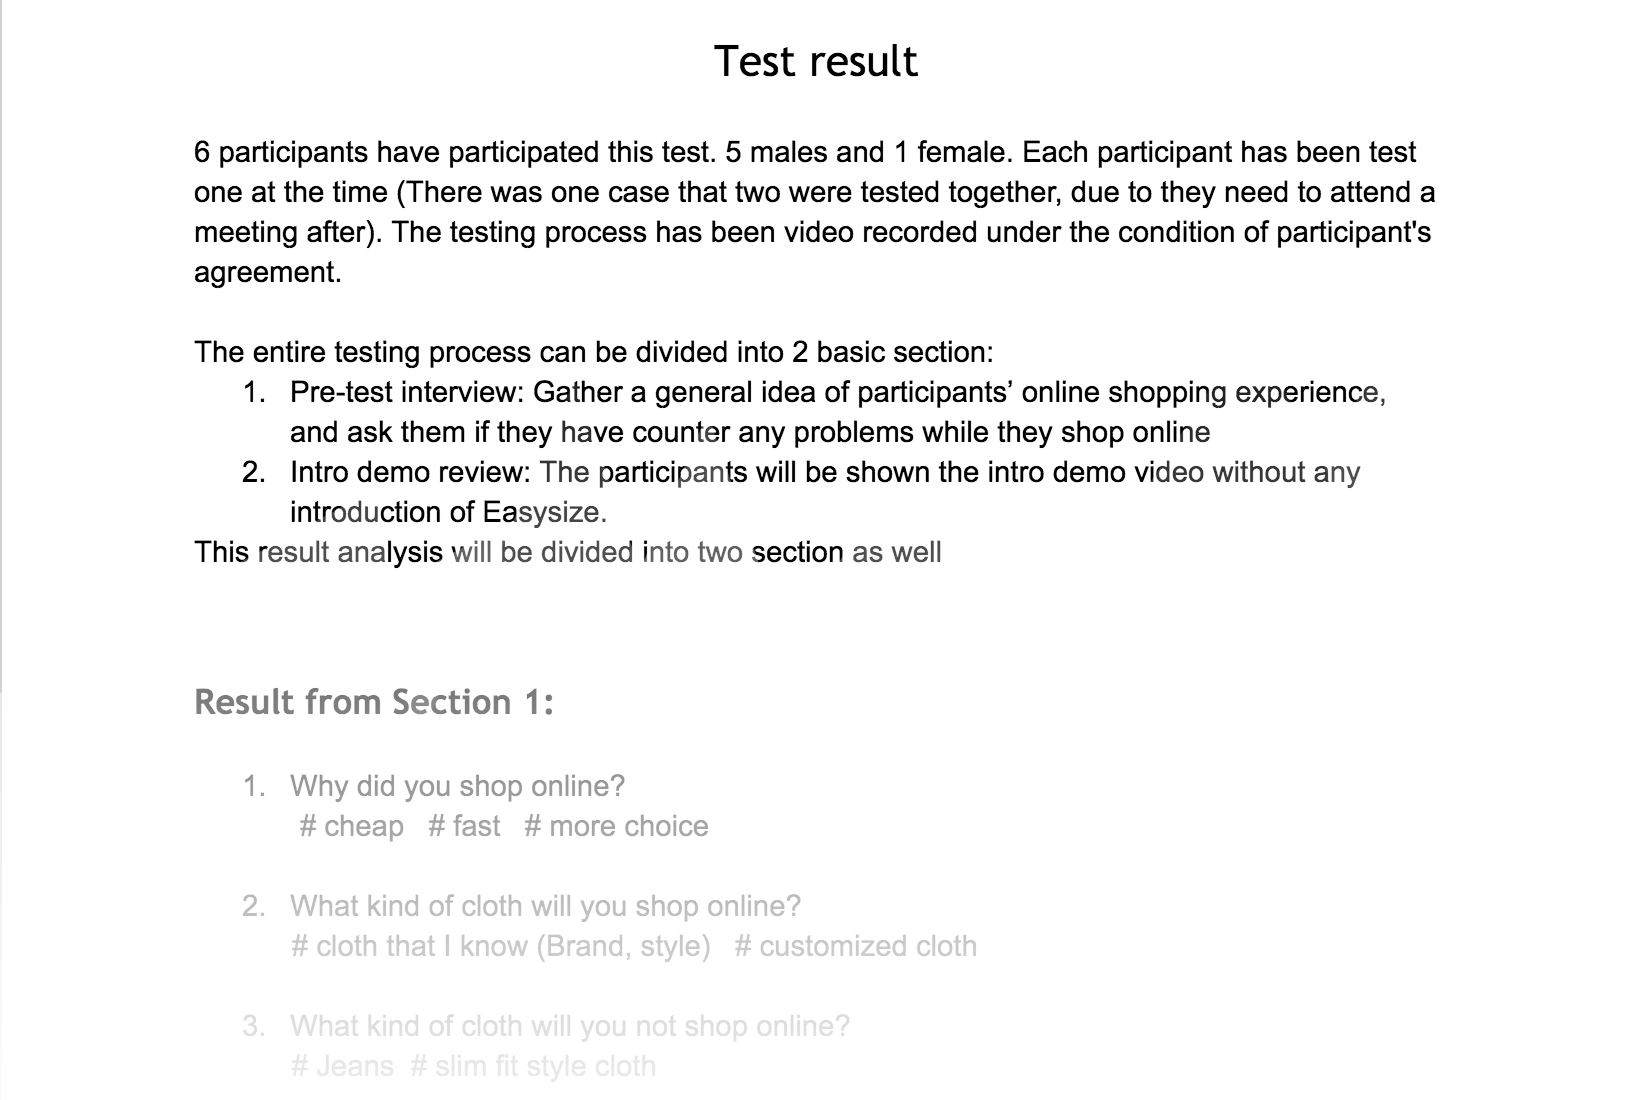 Test result
6 participants have participated this test. 5 males and 1 female. Each participant has been test
one at the time (There was one case that two were tested together, due to they need to attend a
meeting after). The testing process has been video recorded under the condition of participant's
agreement.
The entire testing process can be divided into 2 basic section:
1. Pre-test interview: Gather a general idea of participants’ online shopping experience,
and ask them if they have counter any problems while they shop online
2. Intro demo review: The participants will be shown the intro demo video without any
introduction of Easysize.
This result analysis will be divided into two section as well
Result from Section 1:
1. Why did you shop online?
# cheap # fast # more choice
2. What kind of cloth will you shop online?
# cloth that I know (Brand, style) # customized cloth
3. What kind of cloth will you not shop online?
# Jeans # slim fit style cloth